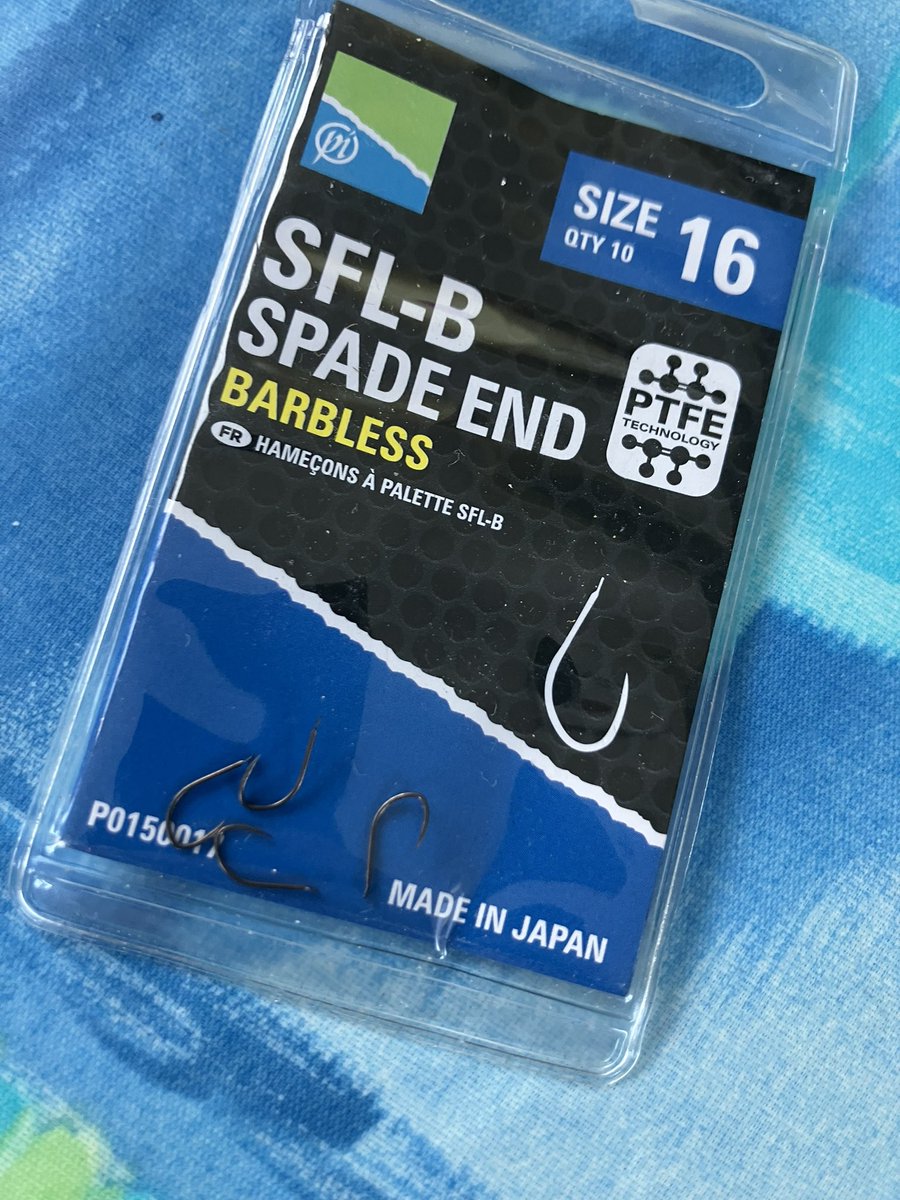 SIZE 16
QTY 10
SFL-B
SPADE END
BARBLESS
FR HAMEÇONS À PALETTE SFL-B
PTFE
TECHNOLOGY
MADE IN JAPAN